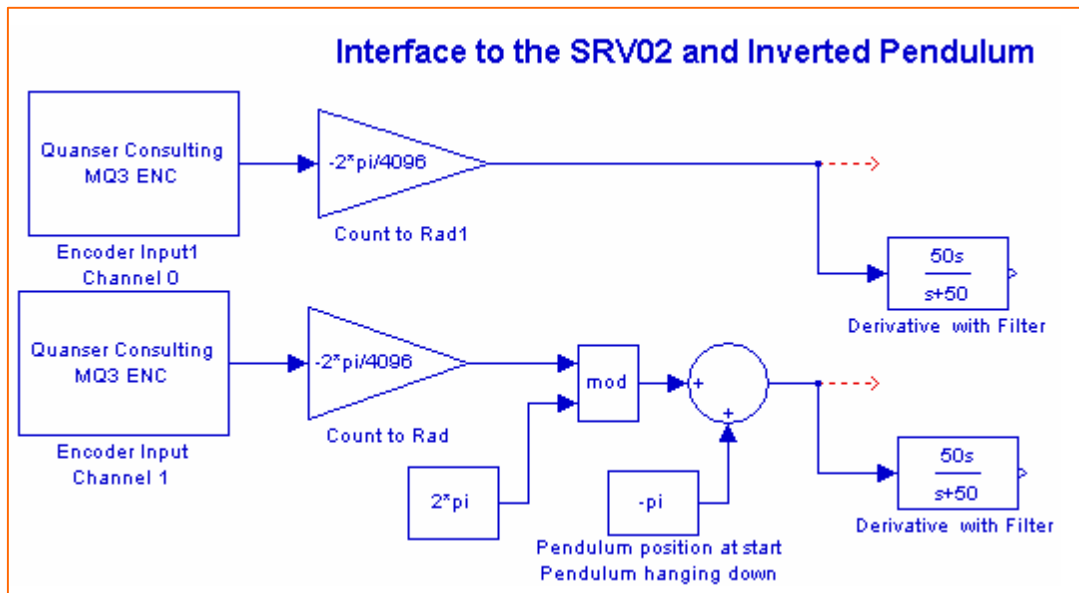 Interface to the SRV02 and Inverted Pendulum
Quanser Consulting
MQ3 ENC
-2*pi/4096
Count to Rad1
Encoder Input1
Channel 0
50s
s+50
Derivative with Filter
Quanser Consulting
MQ3 ENC
-2*pi/4096
mod
+
+
Count to Rad
Encoder Input
Channel 1
2*pi
-pi
50s
s+50
Derivative with Filter
Pendulum position at start
Pendulum hanging down